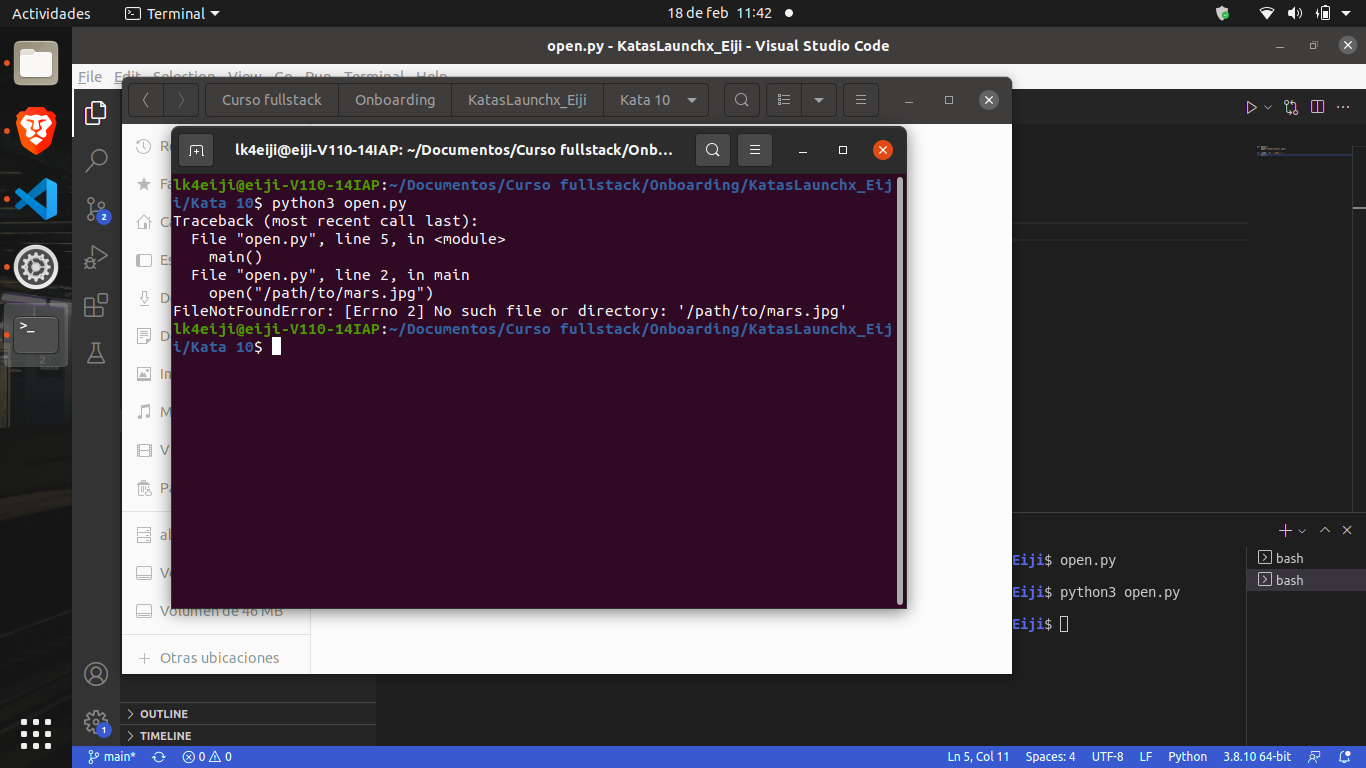 Actividades Terminal 18 de feb 11:42
open.py - KatasLaunchx_Eiji - Visual Studio Code
File Edit Selection View Go Run Terminal Help
Curso fullstack Onboarding KatasLaunchx_Eiji Kata 10
lk4eiji@eiji-V110-14IAP: ~/Documentos/Curso fullstack/Onb...
lk4eiji@eiji-V110-14IAP:~/Documentos/Curso fullstack/Onboarding/KatasLaunchx_Eij
i/Kata 10$ python3 open.py
Traceback (most recent call last):
File "open.py", line 5, in <module>
main()
File "open.py", line 2, in main
open("/path/to/mars.jpg")
FileNotFoundError: [Errno 2] No such file or directory: '/path/to/mars.jpg'
lk4eiji@eiji-V110-14IAP:~/Documentos/Curso fullstack/Onboarding/KatasLaunchx_Eij
i/Kata 10$
2
Volumen de 46 MB
Otras ubicaciones
Eiji$ open.py
Eiji$ python3 open.py
Eiji$
bash
bash
OUTLINE
1
TIMELINE
main* 0 0 Ln 5, Col 11 Spaces: 4 UTF-8 LF Python 3.8.10 64-bit